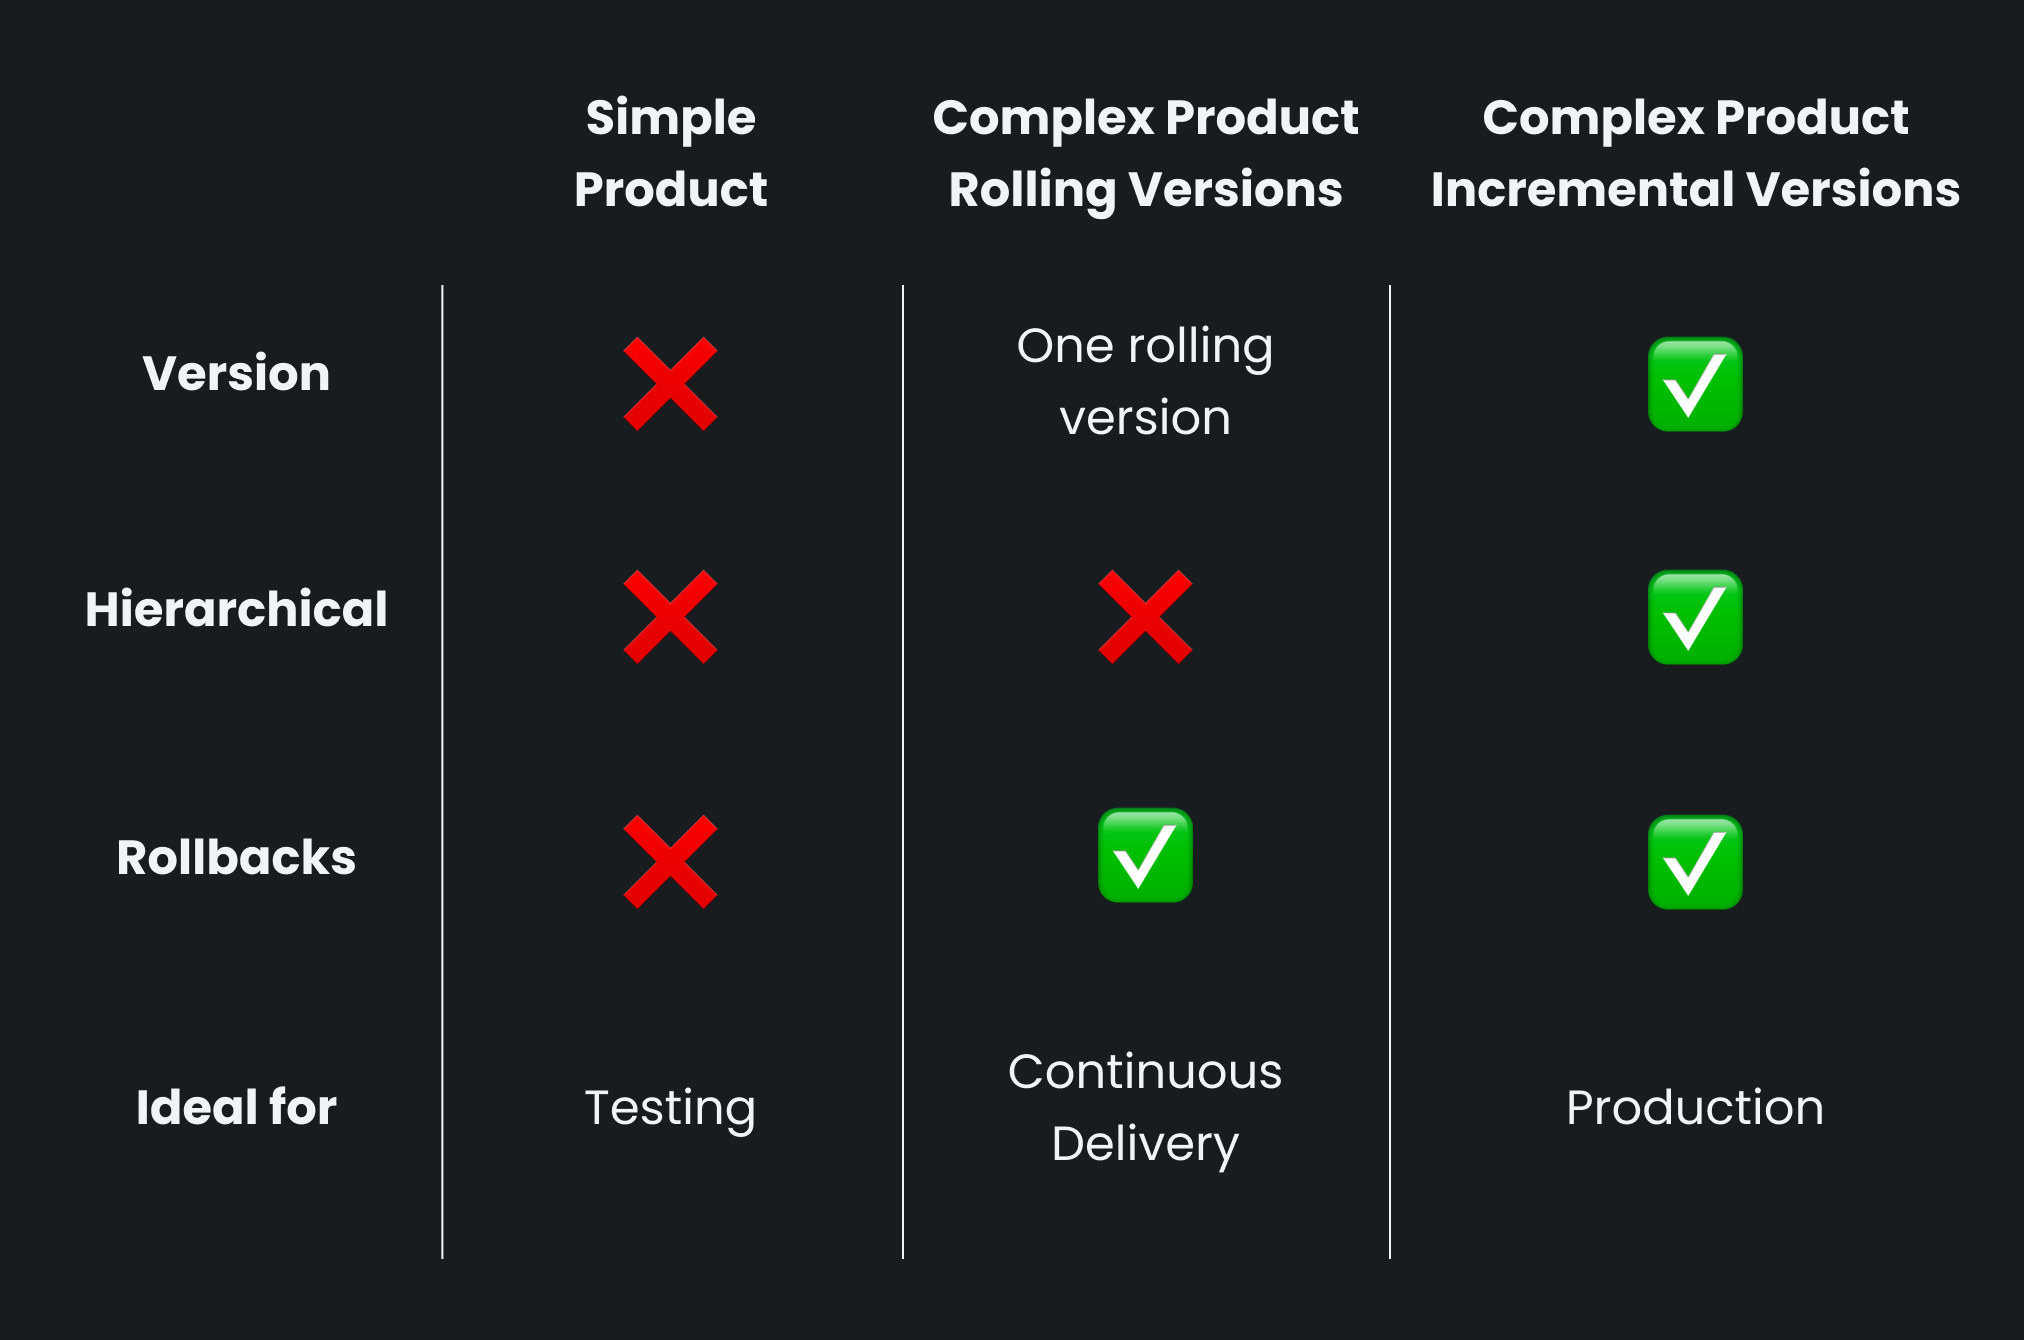 Simple
Product
Complex Product
Rolling Versions
Complex Product
Incremental Versions
Version
One rolling
version
Hierarchical
Rollbacks
Ideal for
Testing
Continuous
Delivery
Production